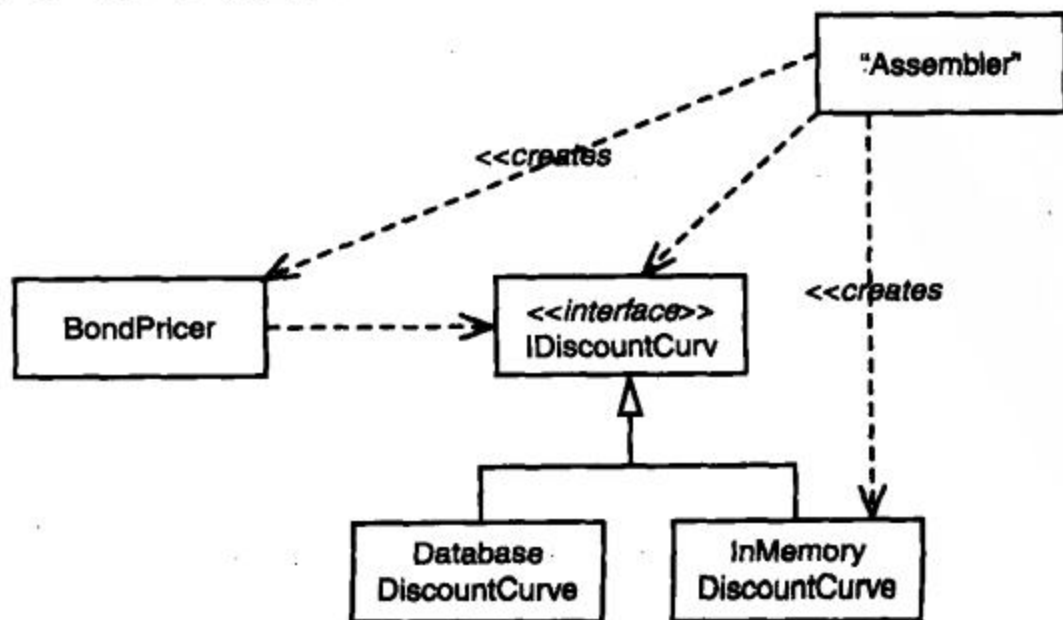 "Assembler"
<<creates
BondPricer
<<interface>>
IDiscountCurv
<<creates
Database
DiscountCurve
InMemory
DiscountCurve